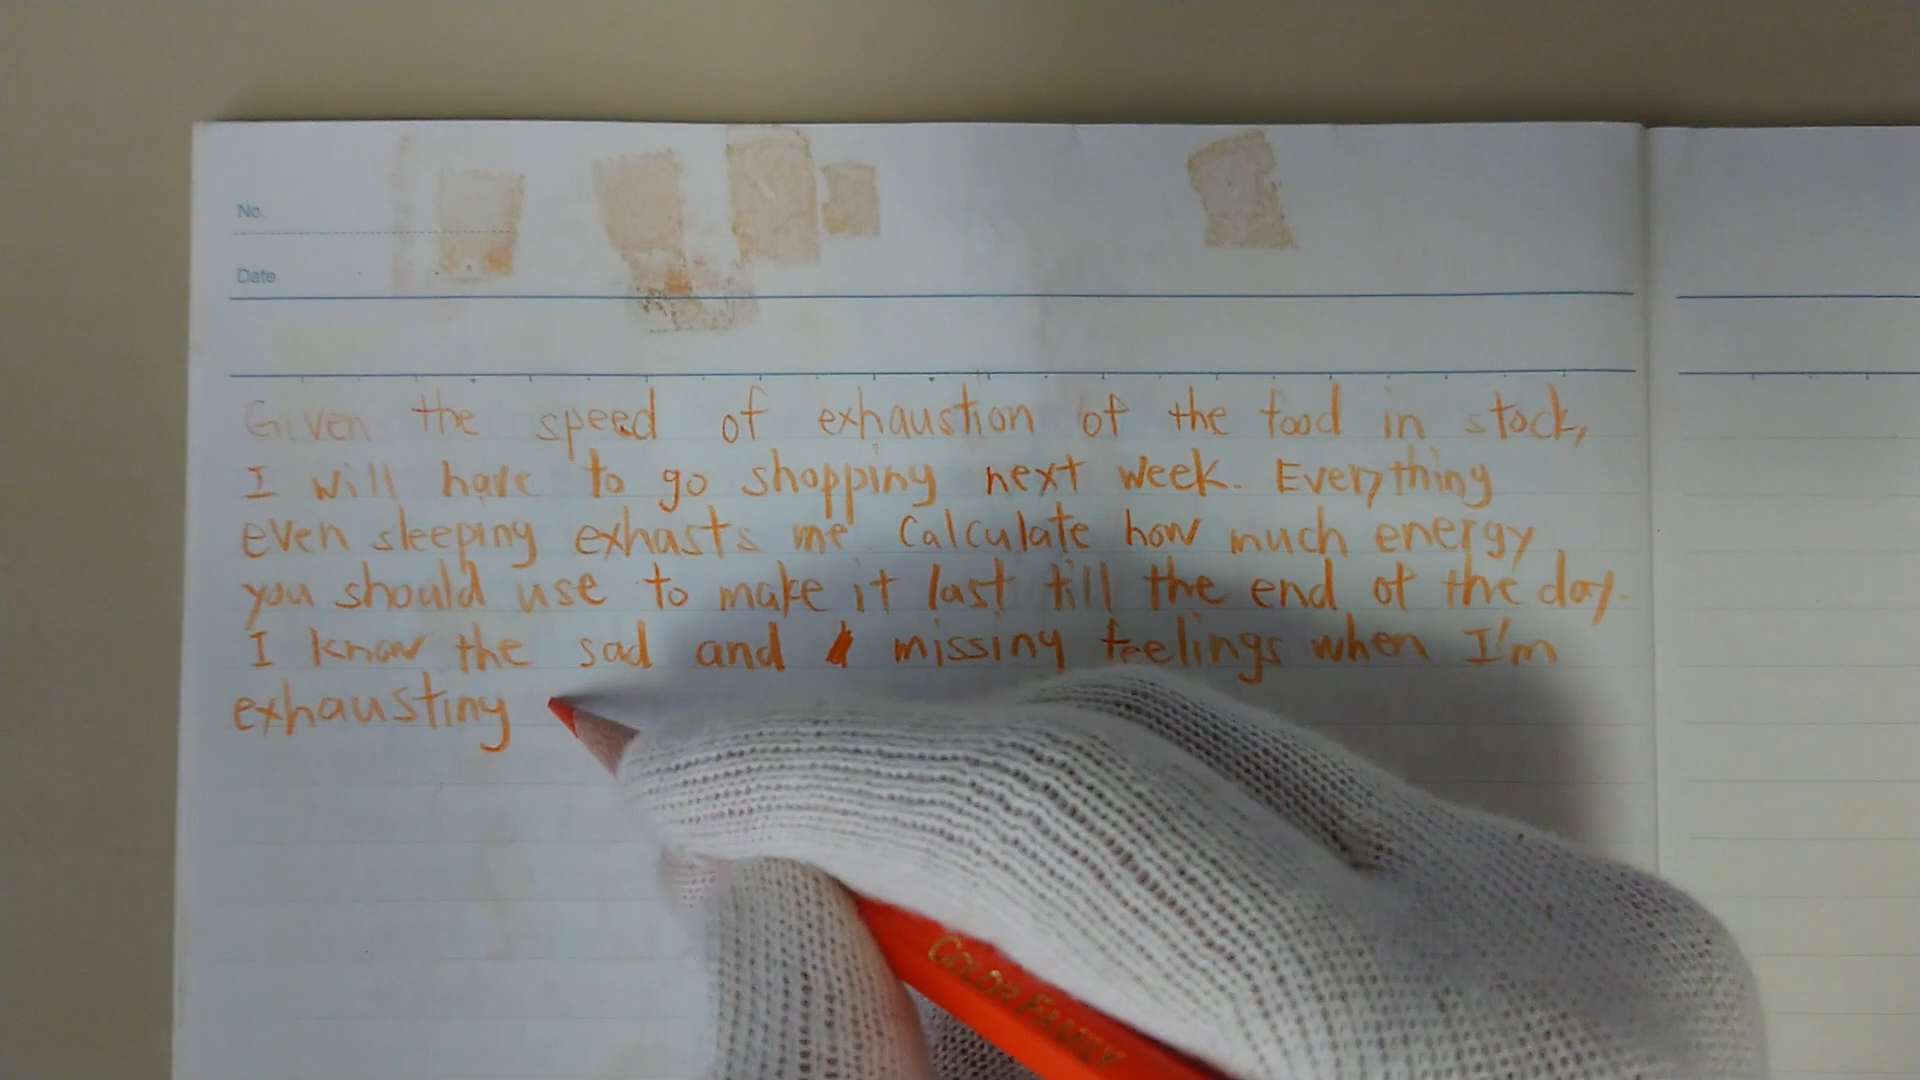 No.
Date
Given the speed of exhaustion of the food in stock,
I will have to go shopping next week. Everything
even sleeping exhasts me. Calculate how much energy
you should use to make it last till the end of the day.
I know the sad and missing feelings when I'm
exhausting
COLOR FAMILY